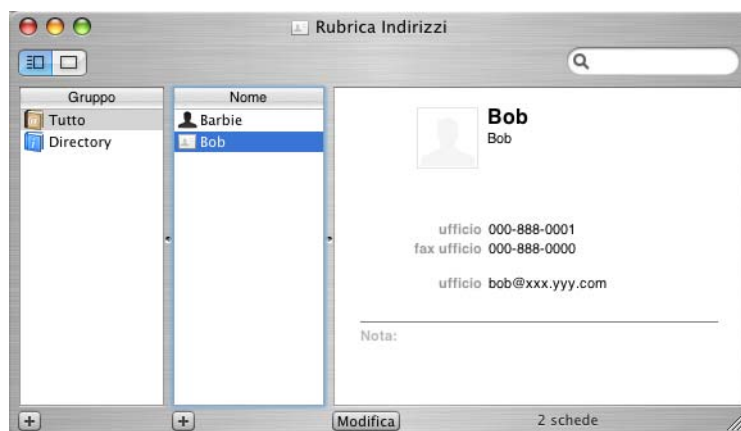 Rubrica Indirizzi
Gruppo
Tutto
Directory
Nome
Barbie
Bob
Bob
Bob
ufficio 000-888-0001
fax ufficio 000-888-0000
ufficio bob@xxx.yyy.com
Nota:
Modifica
2 schede